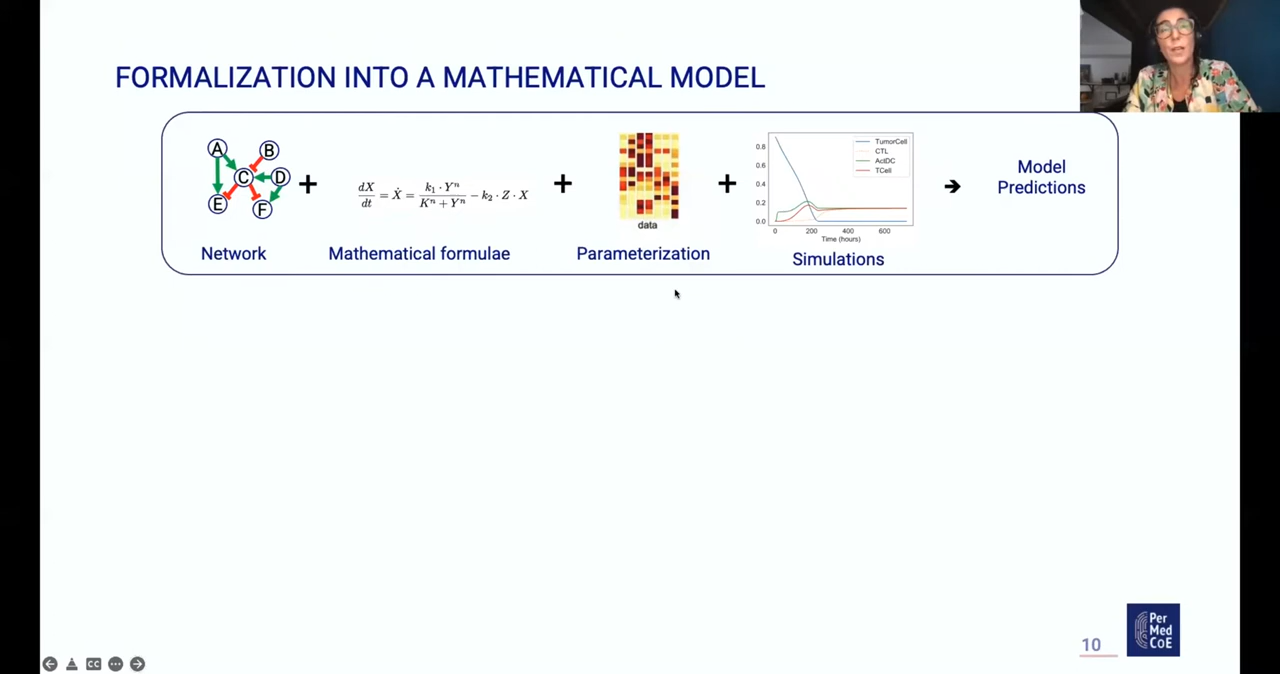 FORMALIZATION INTO A MATHEMATICAL MODEL
A
B
C
D
E
F
Network
+
dX/dt = Ẋ = k₁ · Yⁿ / Kⁿ + Yⁿ − k₂ · Z · X
Mathematical formulae
+
data
Parameterization
+
0.8
0.6
0.4
0.2
0.0
0 200 400 600
Time (hours)
TumorCell
CTL
ActDC
TCell
Simulations
Model
Predictions
10
Per
Med
CoE
CC